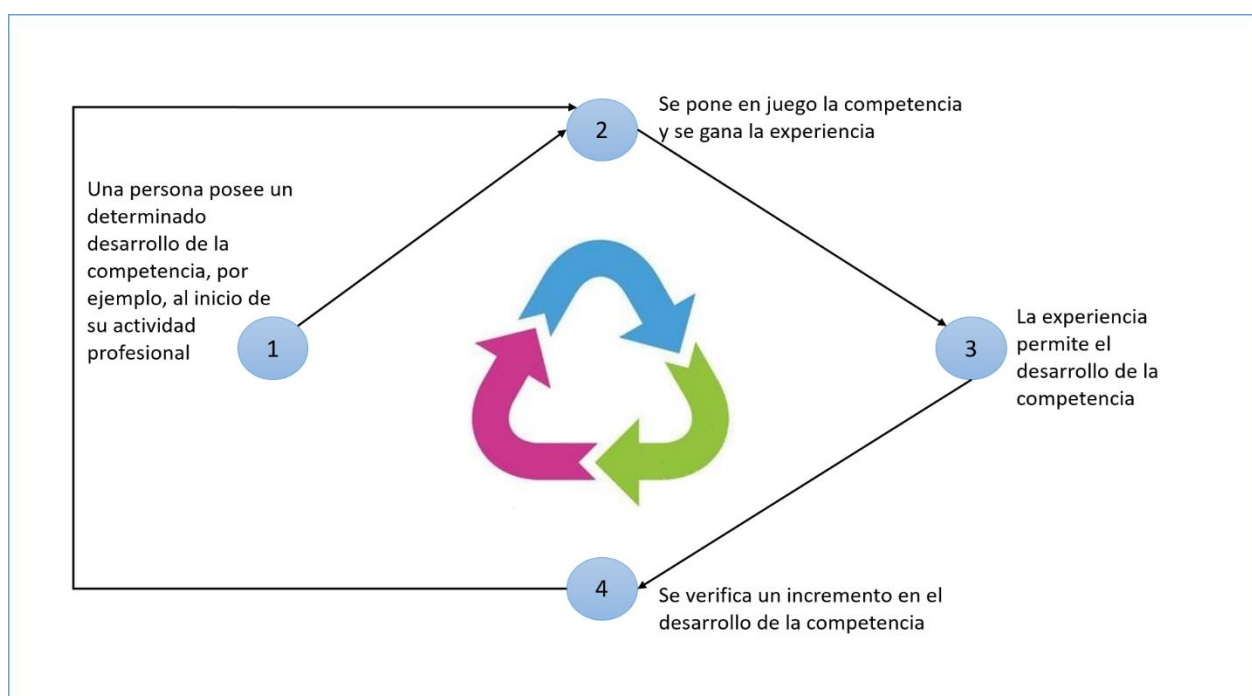 1
Una persona posee un
determinado
desarrollo de la
competencia, por
ejemplo, al inicio de
su actividad
profesional
2
Se pone en juego la competencia
y se gana la experiencia
3
La experiencia
permite el
desarrollo de la
competencia
4
Se verifica un incremento en el
desarrollo de la competencia